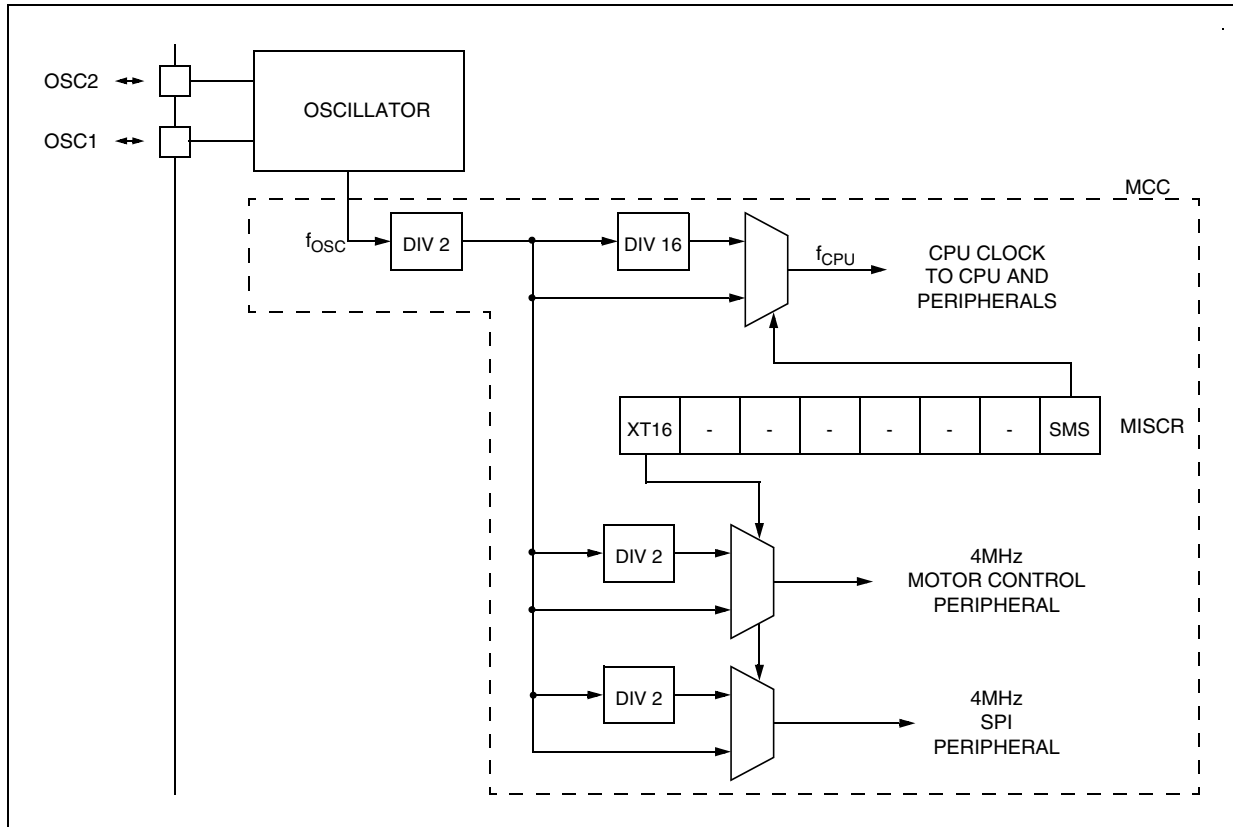 OSC2
OSCILLATOR
OSC1
MCC
fOSC
DIV 2
DIV 16
fCPU
CPU CLOCK
TO CPU AND
PERIPHERALS
XT16 - - - - - - SMS
MISCR
DIV 2
4MHz
MOTOR CONTROL
PERIPHERAL
DIV 2
4MHz
SPI
PERIPHERAL